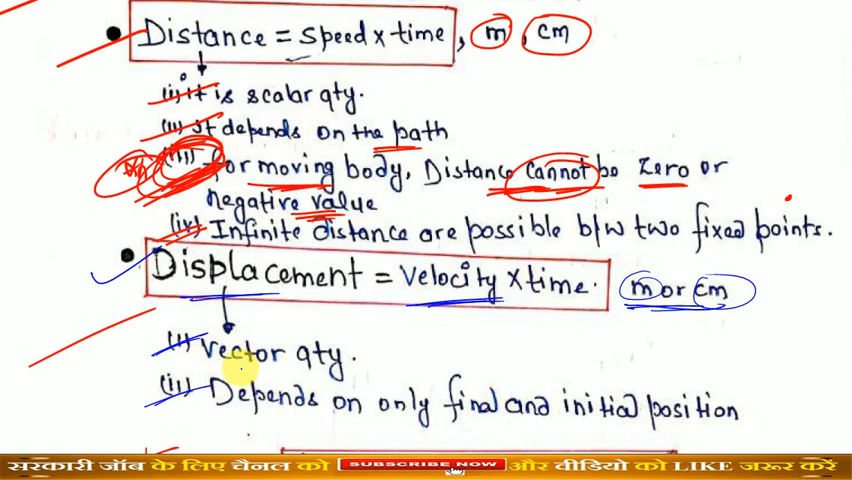 Distance = Speed x time, m, cm
(i) it is scalar qty.
(ii) It depends on the path
(iii) For moving body, Distance cannot be Zero or
negative value
(iv) Infinite distance are possible b/w two fixed points.
Displacement = Velocity x time. m or cm
(i) Vector qty.
(ii) Depends on only final and initial position
सरकारी जॉब के लिए चैनल को SUBSCRIBE NOW और वीडियो को LIKE जरूर करें